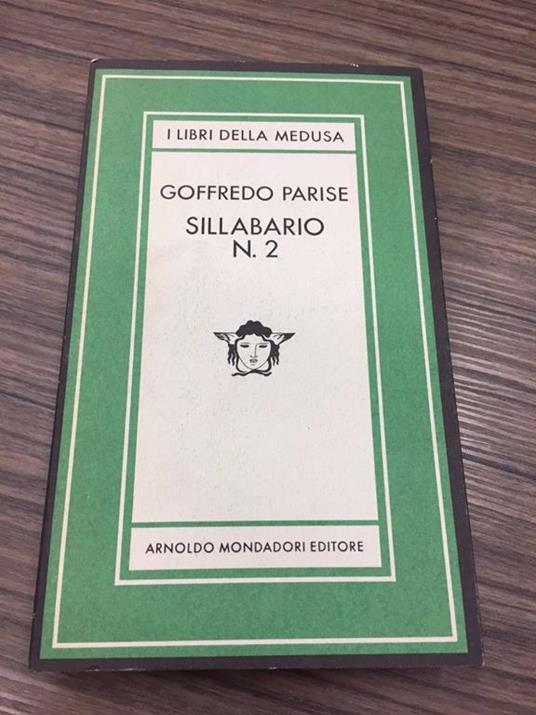 I LIBRI DELLA MEDUSA
GOFFREDO PARISE
SILLABARIO
N. 2
ARNOLDO MONDADORI EDITORE